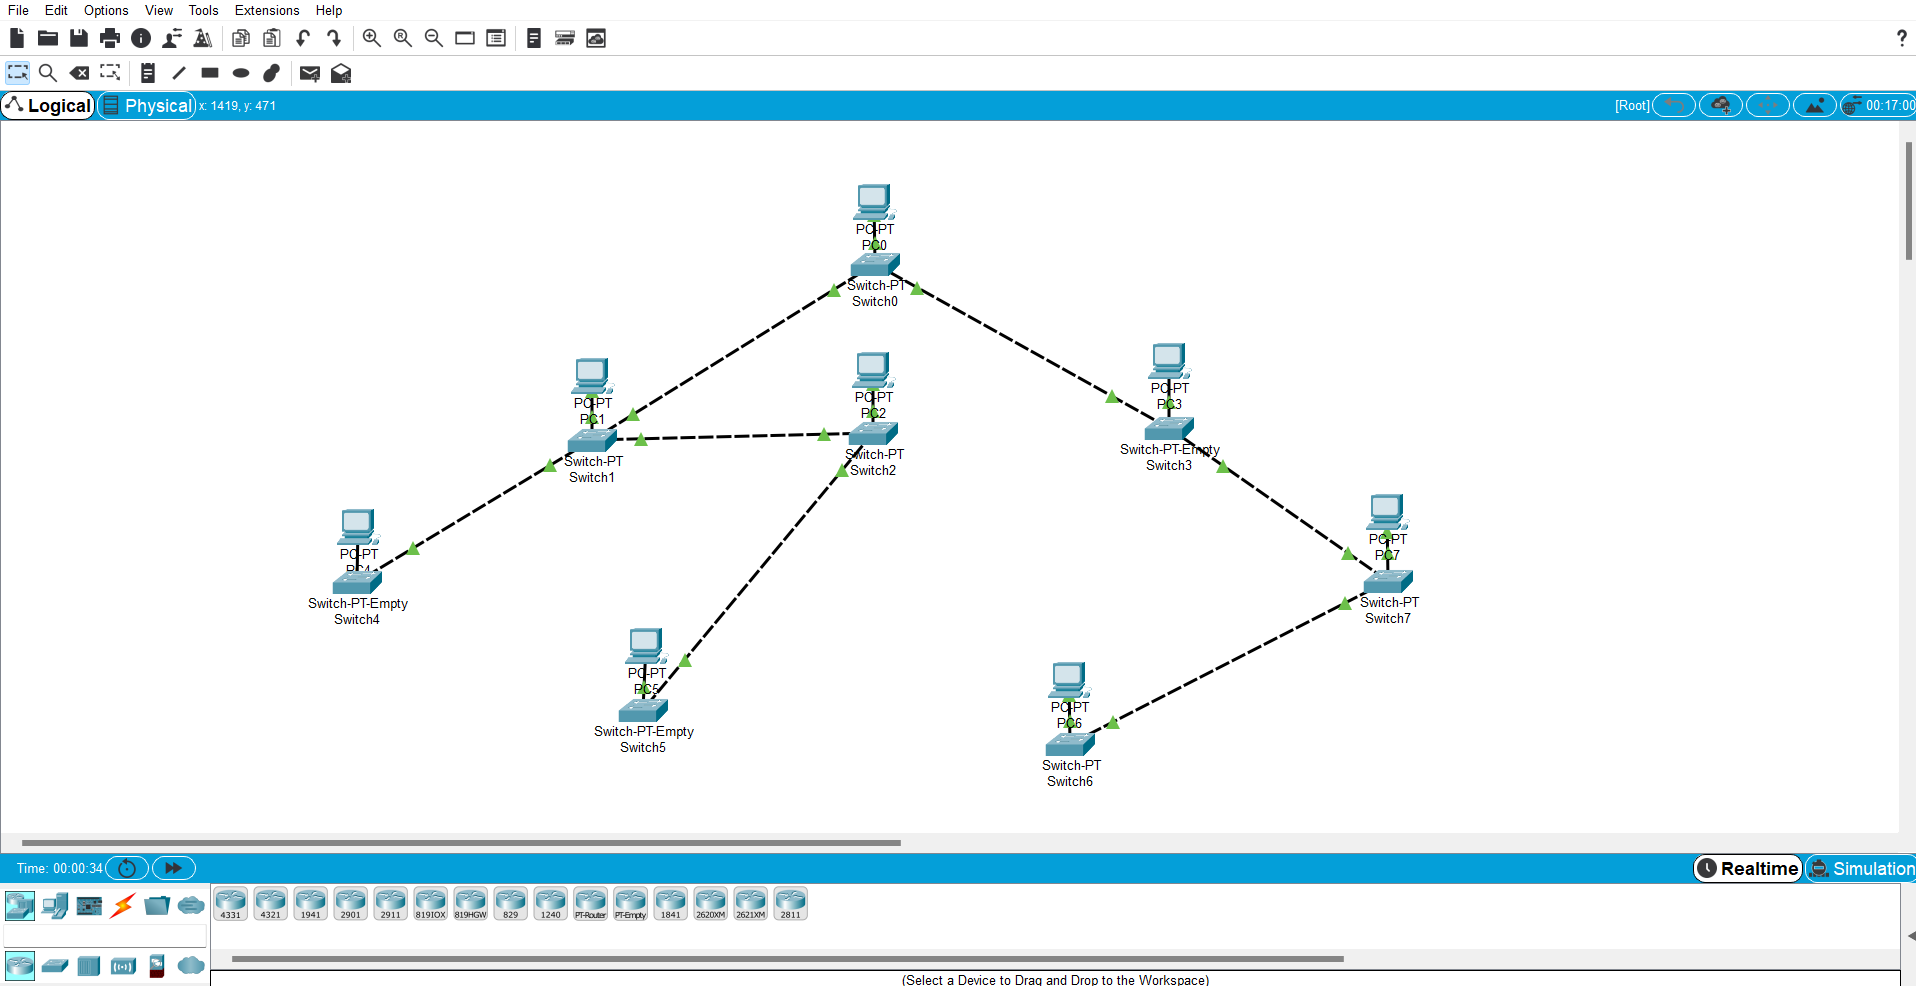 File Edit Options View Tools Extensions Help
?
Logical Physical x: 1419, y: 471 [Root] 00:17:00
PC-PT
PC0
Switch-PT
Switch0
PC-PT
PC1
Switch-PT
Switch1
PC-PT
PC2
Switch-PT
Switch2
PC-PT
PC3
Switch-PT-Empty
Switch3
PC-PT
PC4
Switch-PT-Empty
Switch4
PC-PT
PC7
Switch-PT
Switch7
PC-PT
PC5
Switch-PT-Empty
Switch5
PC-PT
PC6
Switch-PT
Switch6
Time: 00:00:34 Realtime Simulation
4331 4321 1941 2901 2911 819IOX 819HGW 829 1240 PT-Router PT-Empty 1841 2620XM 2621XM 2811
(Select a Device to Drag and Drop to the Workspace)